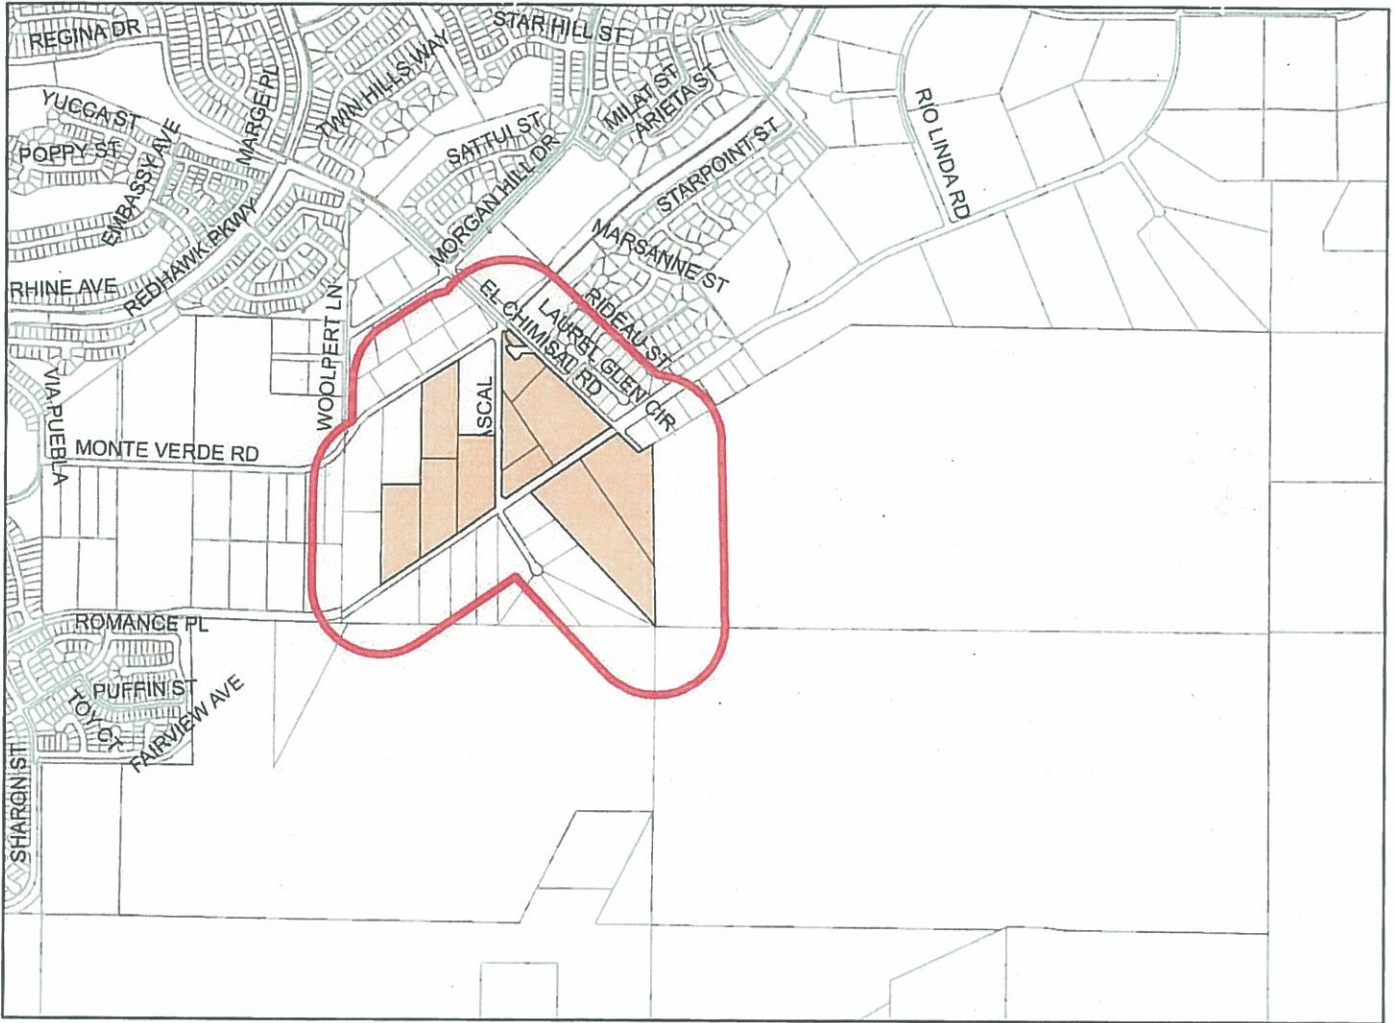 REGINA DR
STAR HILL ST
TWIN HILLS WAY
MARGE PL
MILAT ST
ARIETA ST
YUCCA ST
POPPY ST
EMBASSY AVE
SATTUI ST
MORGAN HILL DR
STARPOINT ST
RIO LINDA RD
REDHAWK PKWY
MARSANNE ST
RHINE AVE
WOOLPERT LN
EL CHIMISAL RD
LAUREL GLEN CIR
RIDEAU ST
VIA PUEBLA
ASCAL
MONTE VERDE RD
ROMANCE PL
PUFFIN ST
TOY CT
FAIRVIEW AVE
SHARON ST